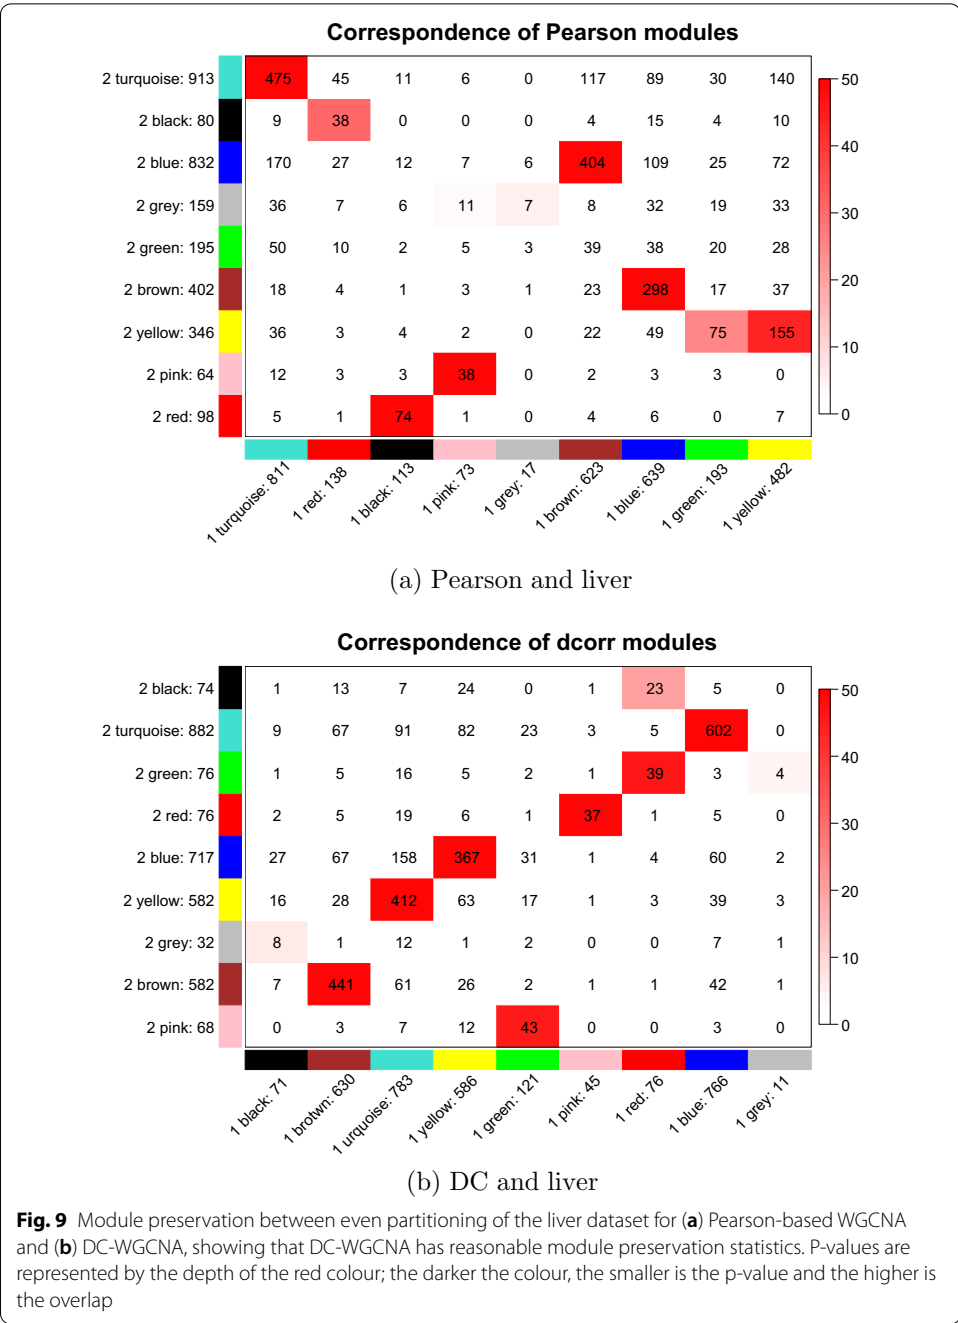 Correspondence of Pearson modules
2 turquoise: 913 475 45 11 6 0 117 89 30 140
2 black: 80 9 38 0 0 0 4 15 4 10
2 blue: 832 170 27 12 7 6 404 109 25 72
2 grey: 159 36 7 6 11 7 8 32 19 33
2 green: 195 50 10 2 5 3 39 38 20 28
2 brown: 402 18 4 1 3 1 23 298 17 37
2 yellow: 346 36 3 4 2 0 22 49 75 155
2 pink: 64 12 3 3 38 0 2 3 3 0
2 red: 98 5 1 74 1 0 4 6 0 7
50
40
30
20
10
0
1 turquoise: 811 1 red: 138 1 black: 113 1 pink: 73 1 grey: 17 1 brown: 623 1 blue: 639 1 green: 193 1 yellow: 482
(a) Pearson and liver
Correspondence of dcorr modules
2 black: 74 1 13 7 24 0 1 23 5 0
2 turquoise: 882 9 67 91 82 23 3 5 602 0
2 green: 76 1 5 16 5 2 1 39 3 4
2 red: 76 2 5 19 6 1 37 1 5 0
2 blue: 717 27 67 158 367 31 1 4 60 2
2 yellow: 582 16 28 412 63 17 1 3 39 3
2 grey: 32 8 1 12 1 2 0 0 7 1
2 brown: 582 7 441 61 26 2 1 1 42 1
2 pink: 68 0 3 7 12 43 0 0 3 0
50
40
30
20
10
0
1 black: 71 1 brown: 630 1 urquoise: 783 1 yellow: 586 1 green: 121 1 pink: 45 1 red: 76 1 blue: 766 1 grey: 11
(b) DC and liver
Fig. 9 Module preservation between even partitioning of the liver dataset for (a) Pearson-based WGCNA
and (b) DC-WGCNA, showing that DC-WGCNA has reasonable module preservation statistics. P-values are
represented by the depth of the red colour; the darker the colour, the smaller is the p-value and the higher is
the overlap